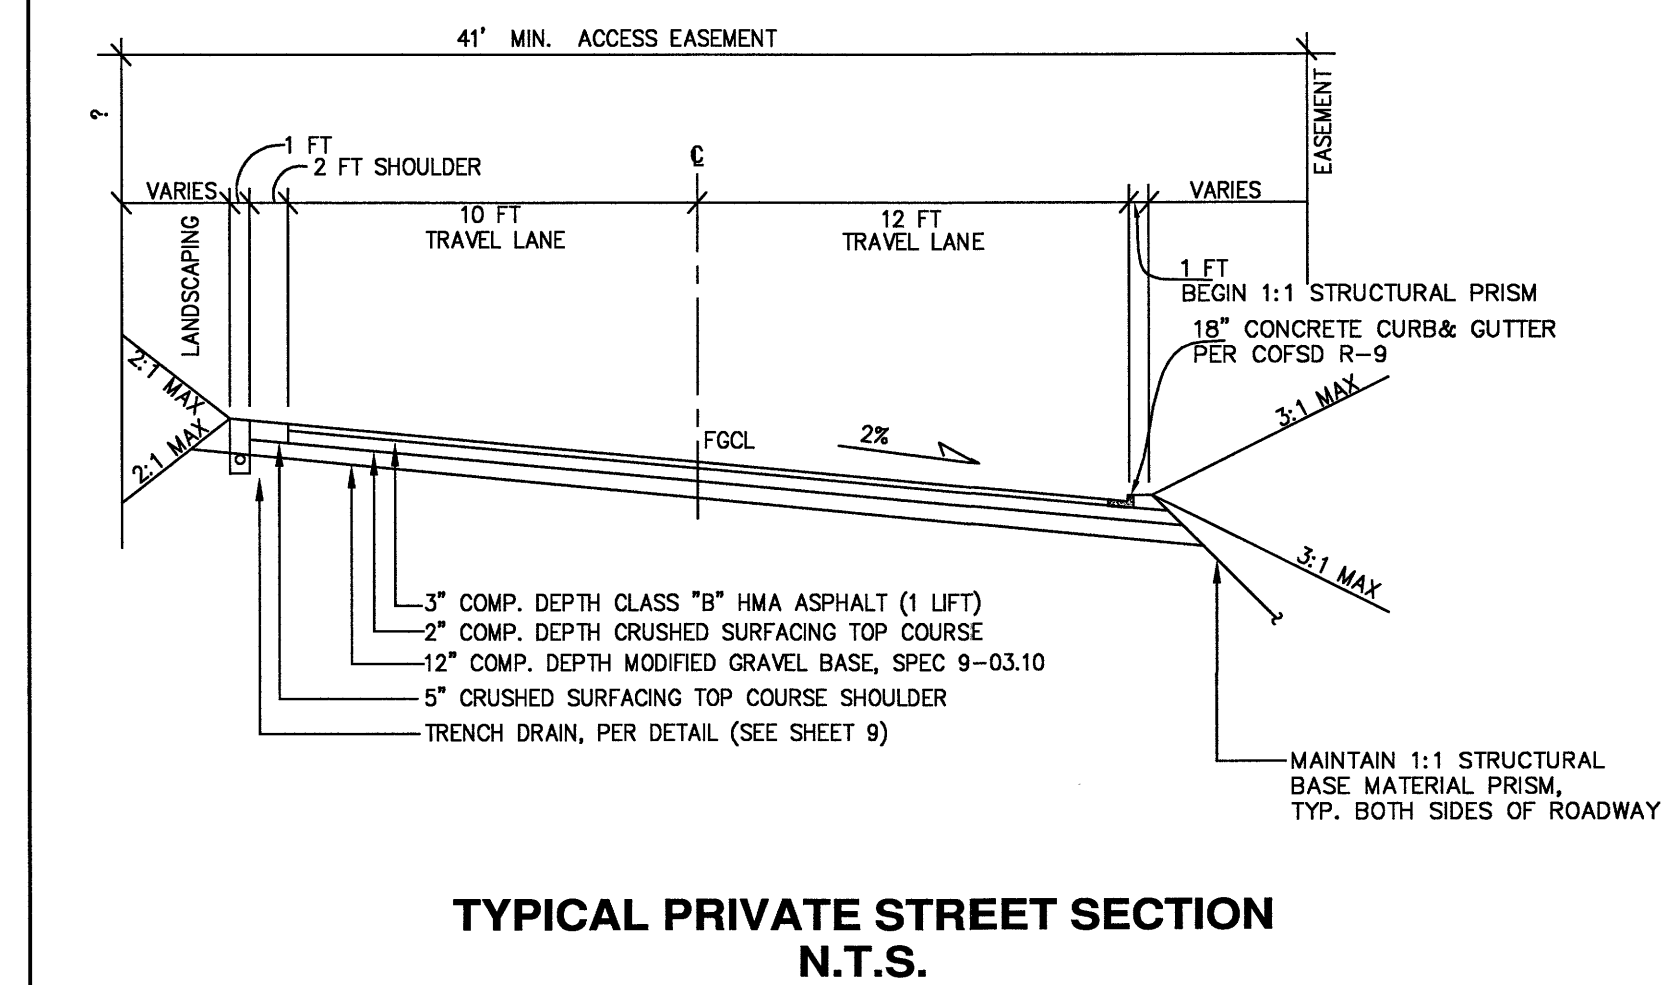 41' MIN. ACCESS EASEMENT
?
EASEMENT
1 FT
2 FT SHOULDER
℄
VARIES
VARIES
LANDSCAPING
10 FT
TRAVEL LANE
12 FT
TRAVEL LANE
1 FT
BEGIN 1:1 STRUCTURAL PRISM
18" CONCRETE CURB& GUTTER
PER COFSD R-9
2:1 MAX
2:1 MAX
3:1 MAX
FGCL
2%
3:1 MAX
3" COMP. DEPTH CLASS "B" HMA ASPHALT (1 LIFT)
2" COMP. DEPTH CRUSHED SURFACING TOP COURSE
12" COMP. DEPTH MODIFIED GRAVEL BASE, SPEC 9-03.10
5" CRUSHED SURFACING TOP COURSE SHOULDER
TRENCH DRAIN, PER DETAIL (SEE SHEET 9)
MAINTAIN 1:1 STRUCTURAL
BASE MATERIAL PRISM,
TYP. BOTH SIDES OF ROADWAY
TYPICAL PRIVATE STREET SECTION
N.T.S.